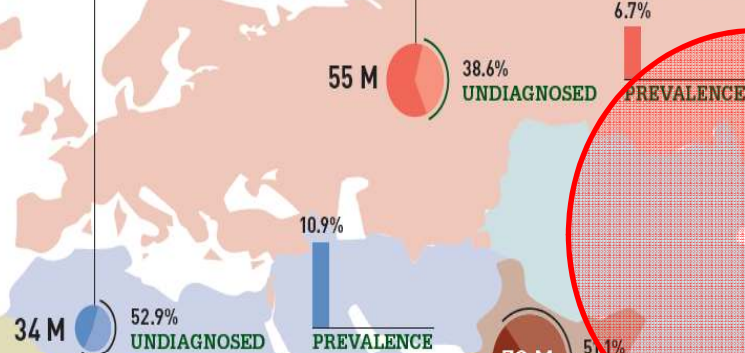 6.7%
55 M
38.6%
UNDIAGNOSED
PREVALENCE
10.9%
34 M
52.9%
UNDIAGNOSED
PREVALENCE